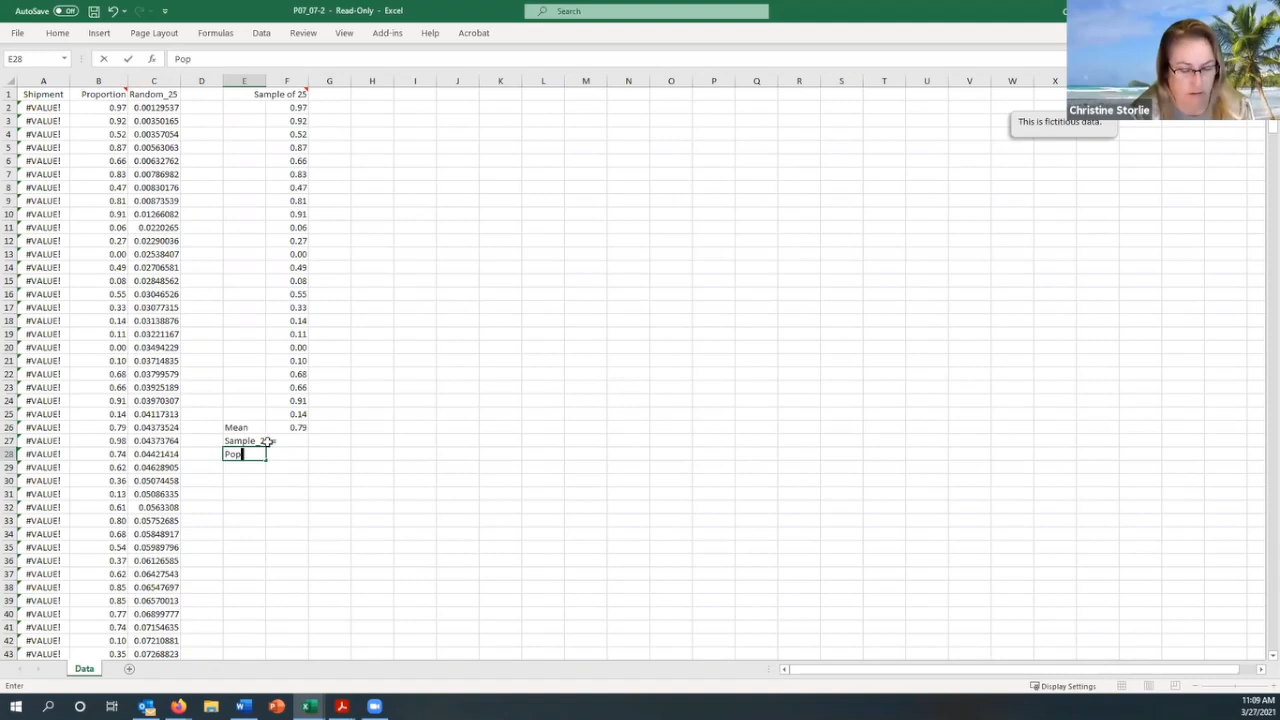 AutoSave Off P07_07-2 - Read-Only - Excel Search
File Home Insert Page Layout Formulas Data Review View Add-ins Help Acrobat
E28 fx Pop
A B C D E F G H I J K L M N O P Q R S T U V W X
1 Shipment Proportion Random_25 Sample of 25
2 #VALUE! 0.97 0.00129537 0.97
3 #VALUE! 0.92 0.00350165 0.92
4 #VALUE! 0.52 0.00357054 0.52
5 #VALUE! 0.87 0.00563063 0.87
6 #VALUE! 0.66 0.00632762 0.66
7 #VALUE! 0.83 0.00786982 0.83
8 #VALUE! 0.47 0.00830176 0.47
9 #VALUE! 0.81 0.00873539 0.81
10 #VALUE! 0.91 0.01266082 0.91
11 #VALUE! 0.06 0.0220265 0.06
12 #VALUE! 0.27 0.02290036 0.27
13 #VALUE! 0.00 0.02538407 0.00
14 #VALUE! 0.49 0.02706581 0.49
15 #VALUE! 0.08 0.02848562 0.08
16 #VALUE! 0.55 0.03046526 0.55
17 #VALUE! 0.33 0.03077315 0.33
18 #VALUE! 0.14 0.03138876 0.14
19 #VALUE! 0.11 0.03221167 0.11
20 #VALUE! 0.00 0.03494229 0.00
21 #VALUE! 0.10 0.03714835 0.10
22 #VALUE! 0.68 0.03799579 0.68
23 #VALUE! 0.66 0.03925189 0.66
24 #VALUE! 0.91 0.03970307 0.91
25 #VALUE! 0.14 0.04117313 0.14
26 #VALUE! 0.79 0.04373524 Mean 0.79
27 #VALUE! 0.98 0.04373764
28 #VALUE! 0.74 0.04421414 Pop
29 #VALUE! 0.62 0.04628905
30 #VALUE! 0.36 0.05074458
31 #VALUE! 0.13 0.05086335
32 #VALUE! 0.61 0.0563308
33 #VALUE! 0.80 0.05752685
34 #VALUE! 0.68 0.05848917
35 #VALUE! 0.54 0.05989796
36 #VALUE! 0.37 0.06126585
37 #VALUE! 0.62 0.06427543
38 #VALUE! 0.85 0.06547697
39 #VALUE! 0.85 0.06570013
40 #VALUE! 0.77 0.06899777
41 #VALUE! 0.74 0.07154635
42 #VALUE! 0.10 0.07210881
43 #VALUE! 0.35 0.07268823
Christine Storlie
This is fictitious data.
Data
Enter Display Settings
11:09 AM
3/27/2021